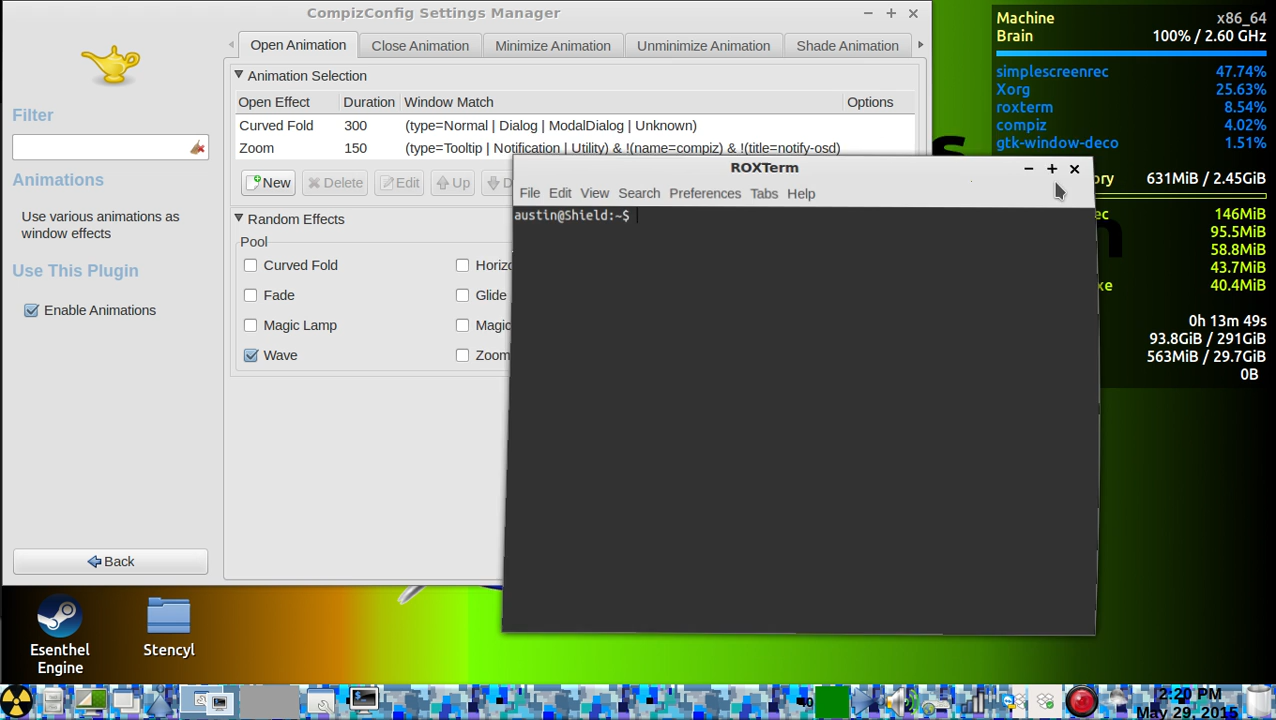 CompizConfig Settings Manager
Filter
Animations
Use various animations as
window effects
Use This Plugin
Enable Animations
Back
Open Animation Close Animation Minimize Animation Unminimize Animation Shade Animation
Animation Selection
Open Effect Duration Window Match Options
Curved Fold 300 (type=Normal | Dialog | ModalDialog | Unknown)
Zoom 150 (type=Tooltip | Notification | Utility) & !(name=compiz) & !(title=notify-osd)
New Delete Edit Up D
Random Effects
Pool
Curved Fold Horizo
Fade Glide
Magic Lamp Magic
Wave Zoom
ROXTerm
File Edit View Search Preferences Tabs Help
austin@Shield:~$
Machine x86_64
Brain 100% / 2.60 GHz
simplescreenrec 47.74%
Xorg 25.63%
roxterm 8.54%
compiz 4.02%
gtk-window-deco 1.51%
ory 631MiB / 2.45GiB
ec 146MiB
95.5MiB
58.8MiB
43.7MiB
ke 40.4MiB
0h 13m 49s
93.8GiB / 291GiB
563MiB / 29.7GiB
0B
Esenthel
Engine
Stencyl
2:20 PM
May 29, 2015